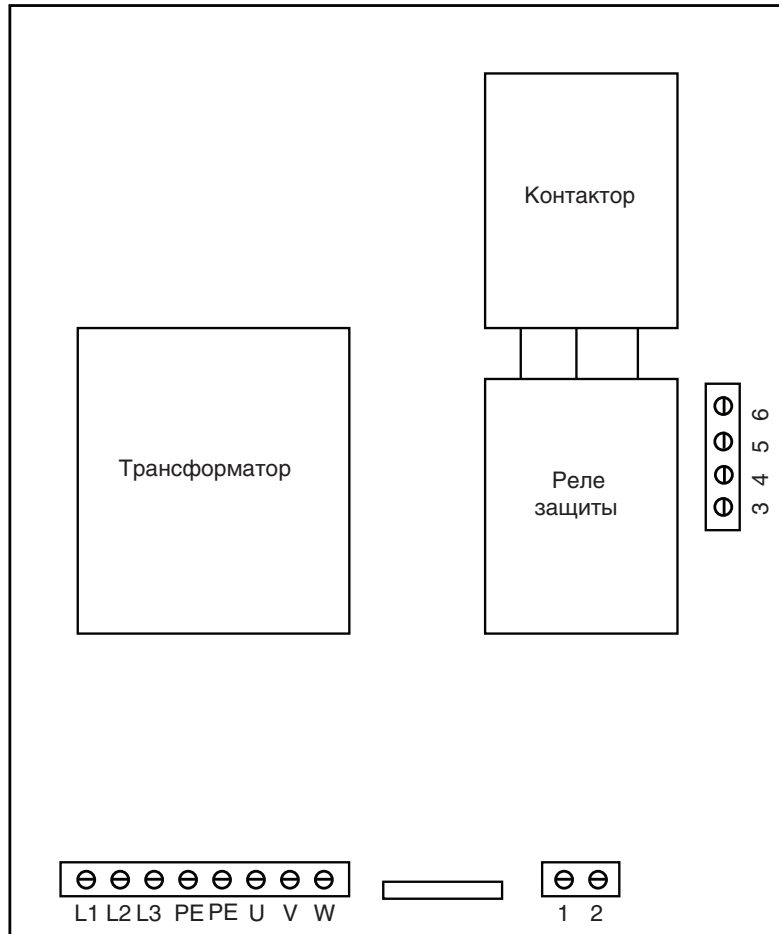 Контактор
Трансформатор
Реле
защиты
6
5
4
3
L1 L2 L3 PE PE U V W
1 2